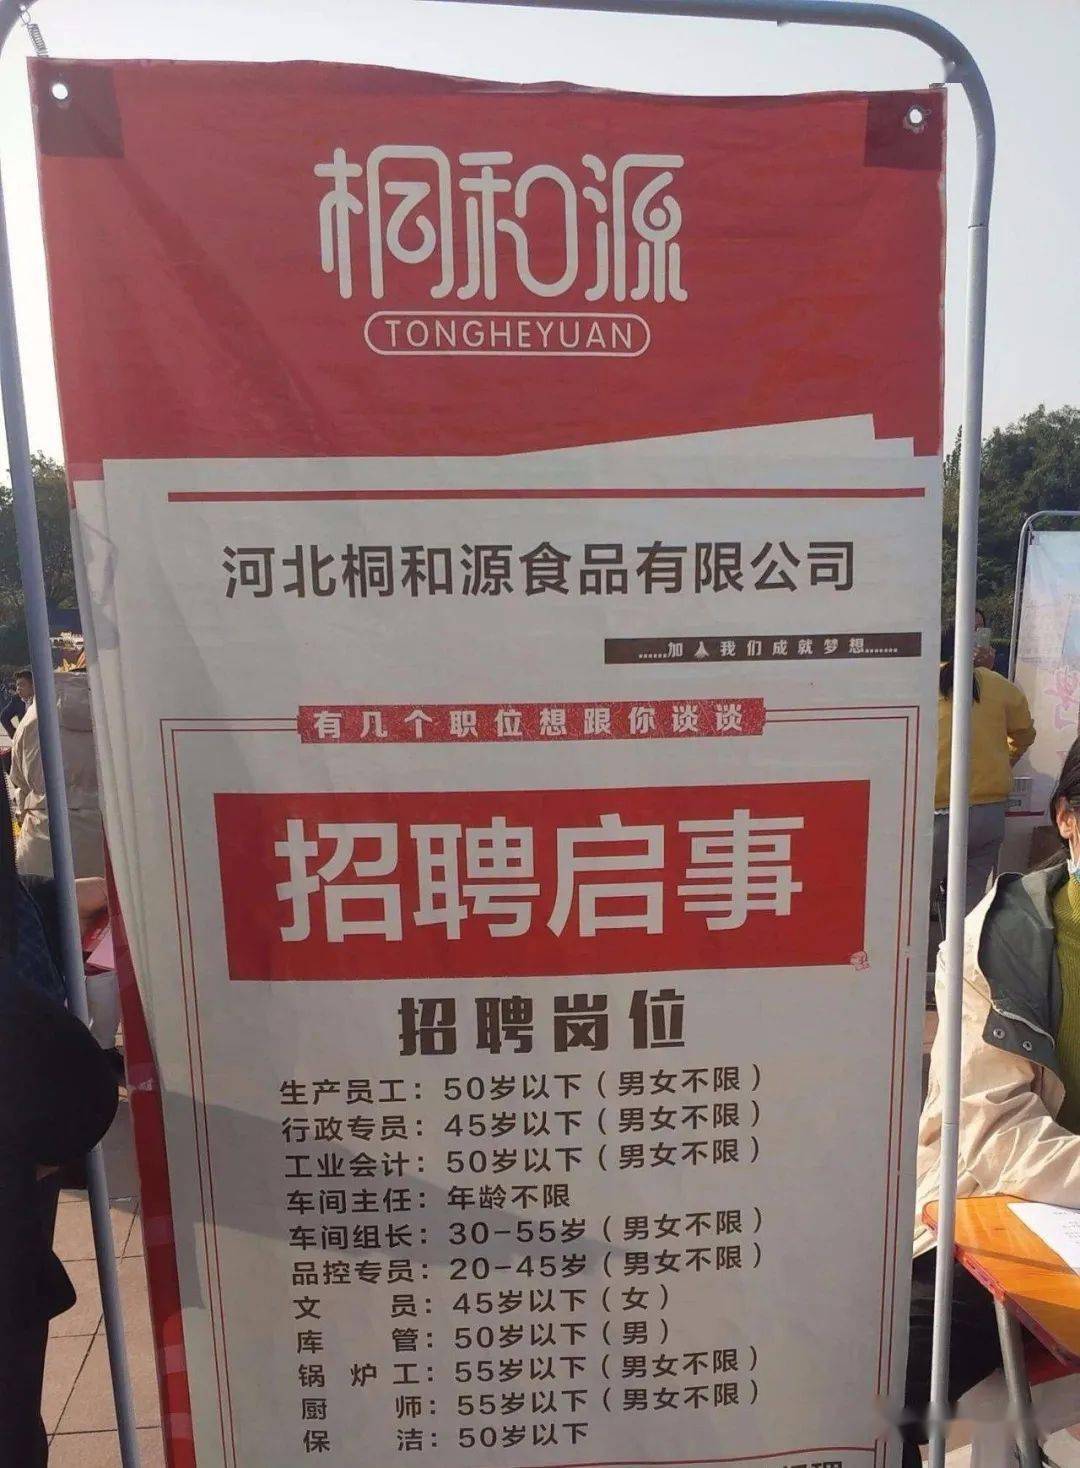 桐和源
TONGHEYUAN
河北桐和源食品有限公司
......加入我们成就梦想......
有几个职位想跟你谈谈
招聘启事
招聘岗位
生产员工：50岁以下（男女不限）
行政专员：45岁以下（男女不限）
工业会计：50岁以下（男女不限）
车间主任：年龄不限
车间组长：30-55岁（男女不限）
品控专员：20-45岁（男女不限）
文 员：45岁以下（女）
库 管：50岁以下（男）
锅 炉 工：55岁以下（男女不限）
厨 师：55岁以下（男女不限）
保 洁：50岁以下